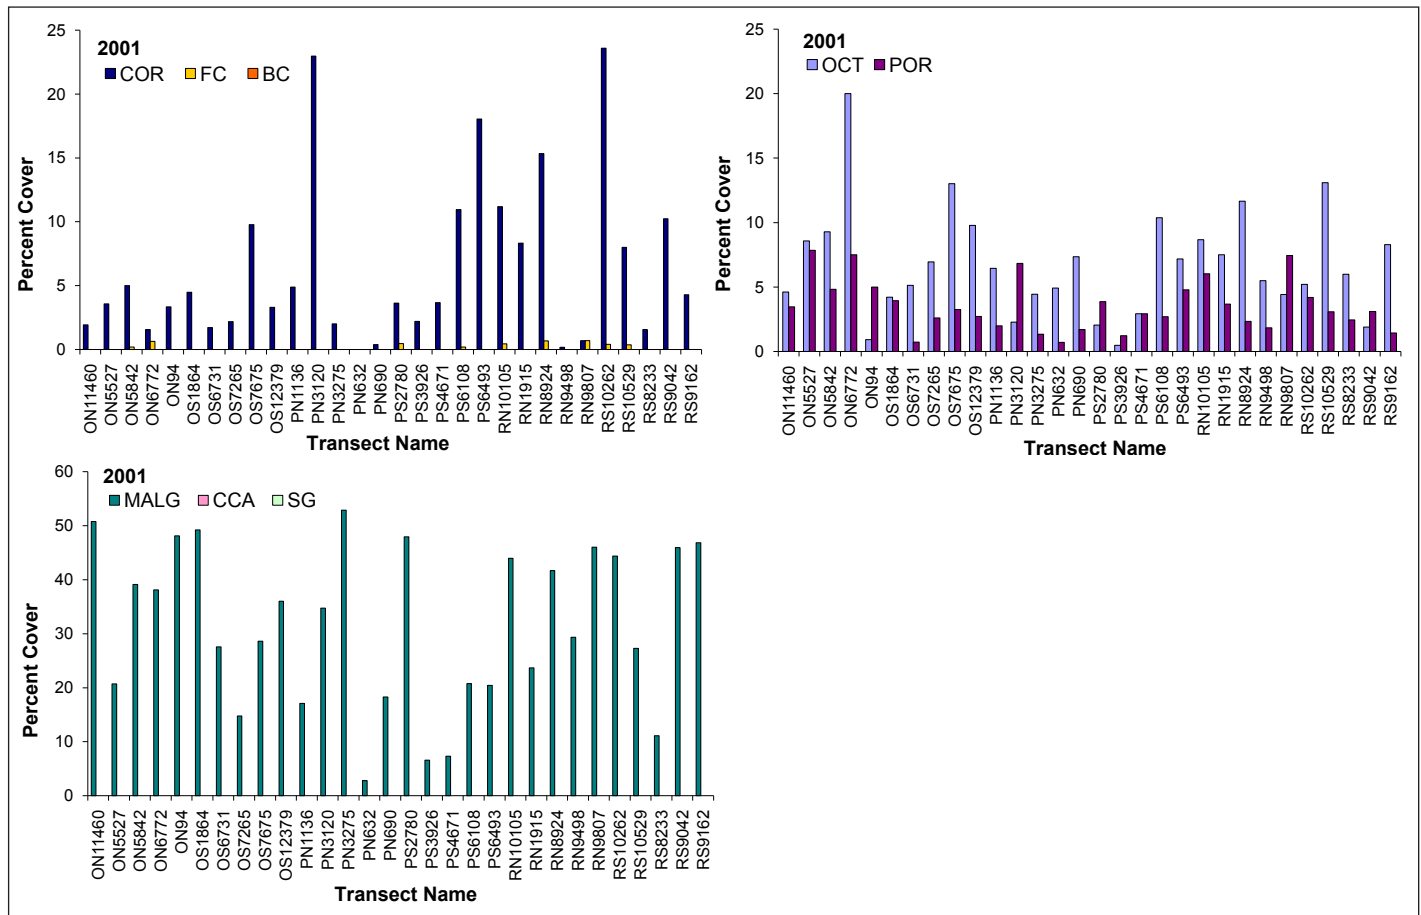 2001
COR FC BC
25
20
15
10
5
0
Percent Cover
ON11460
ON5527
ON5842
ON6772
ON94
OS1864
OS6731
OS7265
OS7675
OS12379
PN1136
PN3120
PN3275
PN632
PN690
PS2780
PS3926
PS4671
PS6108
PS6493
RN10105
RN1915
RN8924
RN9498
RN9807
RS10262
RS10529
RS8233
RS9042
RS9162
Transect Name
2001
OCT POR
25
20
15
10
5
0
Percent Cover
ON11460
ON5527
ON5842
ON6772
ON94
OS1864
OS6731
OS7265
OS7675
OS12379
PN1136
PN3120
PN3275
PN632
PN690
PS2780
PS3926
PS4671
PS6108
PS6493
RN10105
RN1915
RN8924
RN9498
RN9807
RS10262
RS10529
RS8233
RS9042
RS9162
Transect Name
2001
MALG CCA SG
60
50
40
30
20
10
0
Percent Cover
ON11460
ON5527
ON5842
ON6772
ON94
OS1864
OS6731
OS7265
OS7675
OS12379
PN1136
PN3120
PN3275
PN632
PN690
PS2780
PS3926
PS4671
PS6108
PS6493
RN10105
RN1915
RN8924
RN9498
RN9807
RS10262
RS10529
RS8233
RS9042
RS9162
Transect Name